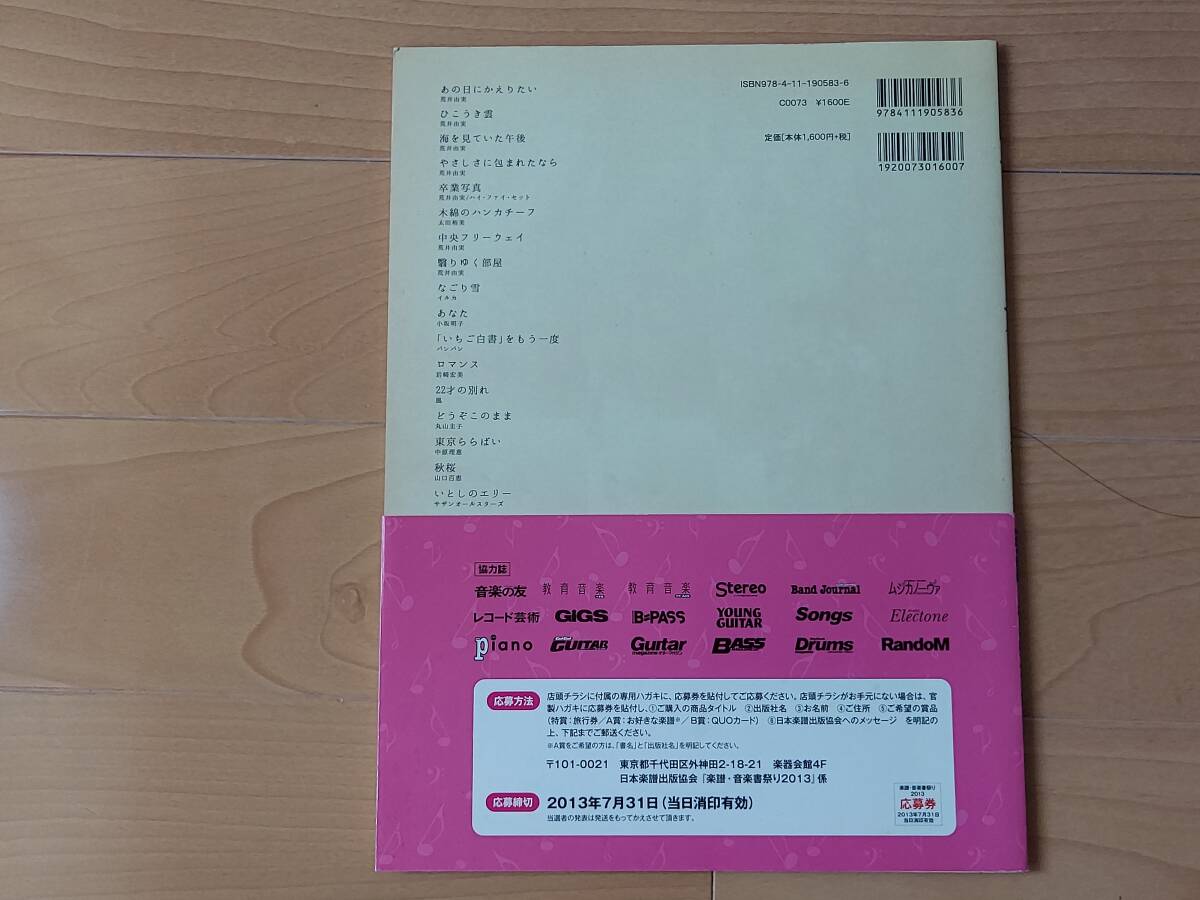 あの日にかえりたい
荒井由実
ひこうき雲
荒井由実
海を見ていた午後
荒井由実
やさしさに包まれたなら
荒井由実
卒業写真
荒井由実/ハイ・ファイ・セット
木綿のハンカチーフ
太田裕美
中央フリーウェイ
荒井由実
翳りゆく部屋
荒井由実
なごり雪
イルカ
あなた
小坂明子
「いちご白書」をもう一度
バンバン
ロマンス
岩崎宏美
22才の別れ
風
どうぞこのまま
丸山圭子
東京ららばい
中原理恵
秋桜
山口百恵
いとしのエリー
サザンオールスターズ
ISBN978-4-11-190583-6
C0073 ¥1600E
定価[本体1,600円+税]
9784111905836
1920073016007
協力誌
音楽の友 教育音楽 教育音楽 Stereo Band Journal ムジカノーヴァ
レコード芸術 GiGS B-PASS YOUNG GUITAR Songs Electone
piano Go!Go! GUITAR Guitar magazine BASS Drums RandoM
応募方法
店頭チラシに付属の専用ハガキに、応募券を貼付してご応募ください。店頭チラシがお手元にない場合は、官
製ハガキに応募券を貼付し、①ご購入の商品タイトル ②出版社名 ③お名前 ④ご住所 ⑤ご希望の賞品
(特賞:旅行券/A賞:お好きな楽譜※/B賞:QUOカード) ⑥日本楽譜出版協会へのメッセージ を明記の
上、下記までご郵送ください。
※A賞をご希望の方は、「書名」と「出版社名」を明記してください。
〒101-0021 東京都千代田区外神田2-18-21 楽器会館4F
日本楽譜出版協会『楽譜・音楽書祭り2013』係
応募締切
2013年7月31日(当日消印有効)
当選者の発表は発送をもってかえさせて頂きます。
楽譜・音楽書祭り
2013
応募券
2013年7月31日
当日消印有効